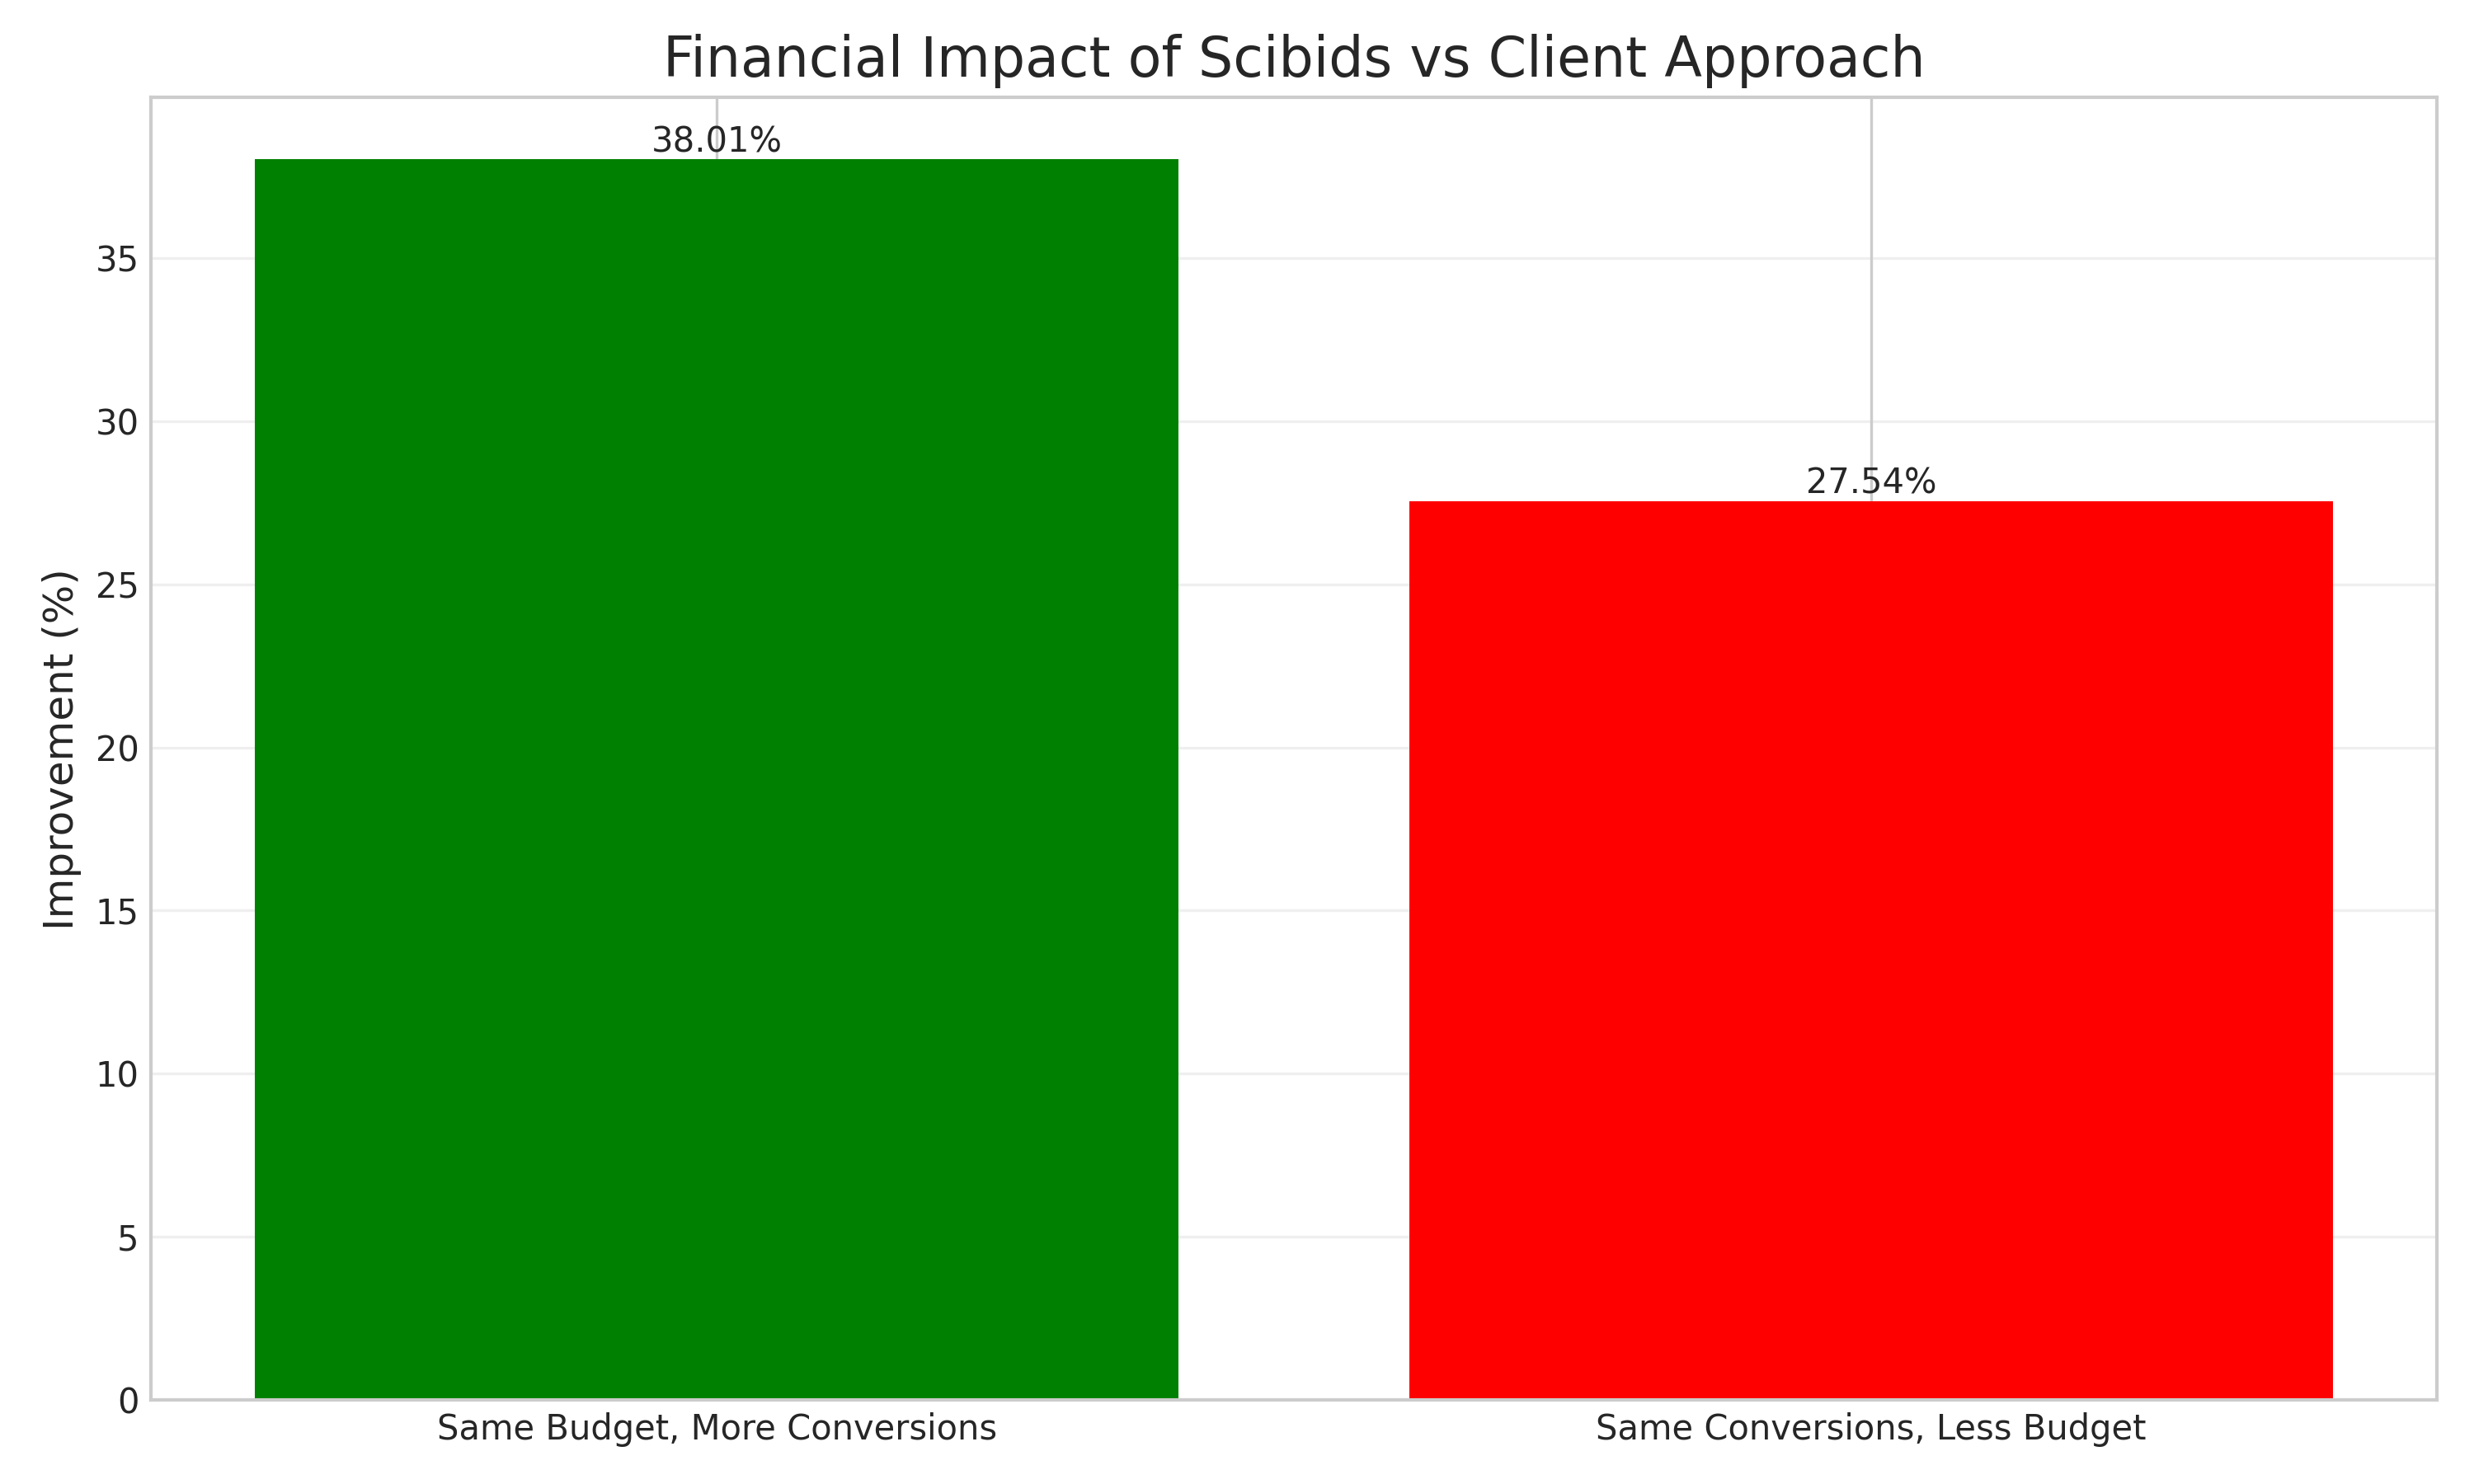 Financial Impact of Scibids vs Client Approach
38.01%
27.54%
Improvement (%)
35
30
25
20
15
10
5
0
Same Budget, More Conversions
Same Conversions, Less Budget